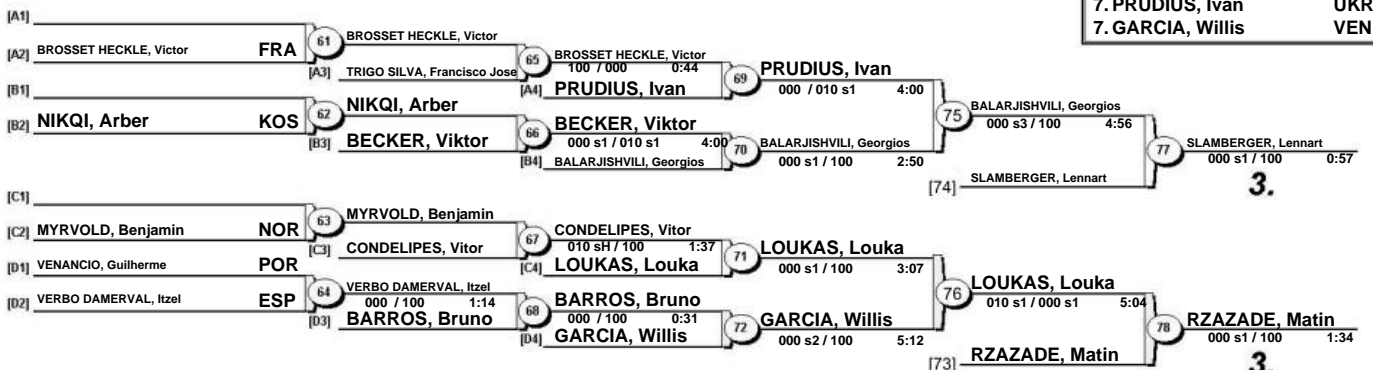 7. PRUDIUS, Ivan UKR
7. GARCIA, Willis VEN
[A1]
[A2] BROSSET HECKLE, Victor FRA
61 BROSSET HECKLE, Victor
[A3] TRIGO SILVA, Francisco Jose
65 BROSSET HECKLE, Victor
100 / 000 0:44
[A4] PRUDIUS, Ivan
69 PRUDIUS, Ivan
000 / 010 s1 4:00
[B1]
[B2] NIKQI, Arber KOS
62 NIKQI, Arber
[B3] BECKER, Viktor
66 BECKER, Viktor
000 s1 / 010 s1 4:00
[B4] BALARJISHVILI, Georgios
70 BALARJISHVILI, Georgios
000 s1 / 100 2:50
75 BALARJISHVILI, Georgios
000 s3 / 100 4:56
[74] SLAMBERGER, Lennart
77 SLAMBERGER, Lennart
000 s1 / 100 0:57
3.
[C1]
[C2] MYRVOLD, Benjamin NOR
63 MYRVOLD, Benjamin
[C3] CONDELIPES, Vitor
67 CONDELIPES, Vitor
010 sH / 100 1:37
[C4] LOUKAS, Louka
71 LOUKAS, Louka
000 s1 / 100 3:07
[D1] VENANCIO, Guilherme POR
[D2] VERBO DAMERVAL, Itzel ESP
64 VERBO DAMERVAL, Itzel
000 / 100 1:14
[D3] BARROS, Bruno
68 BARROS, Bruno
000 / 100 0:31
[D4] GARCIA, Willis
72 GARCIA, Willis
000 s2 / 100 5:12
76 LOUKAS, Louka
010 s1 / 000 s1 5:04
[73] RZAZADE, Matin
78 RZAZADE, Matin
000 s1 / 100 1:34
3.